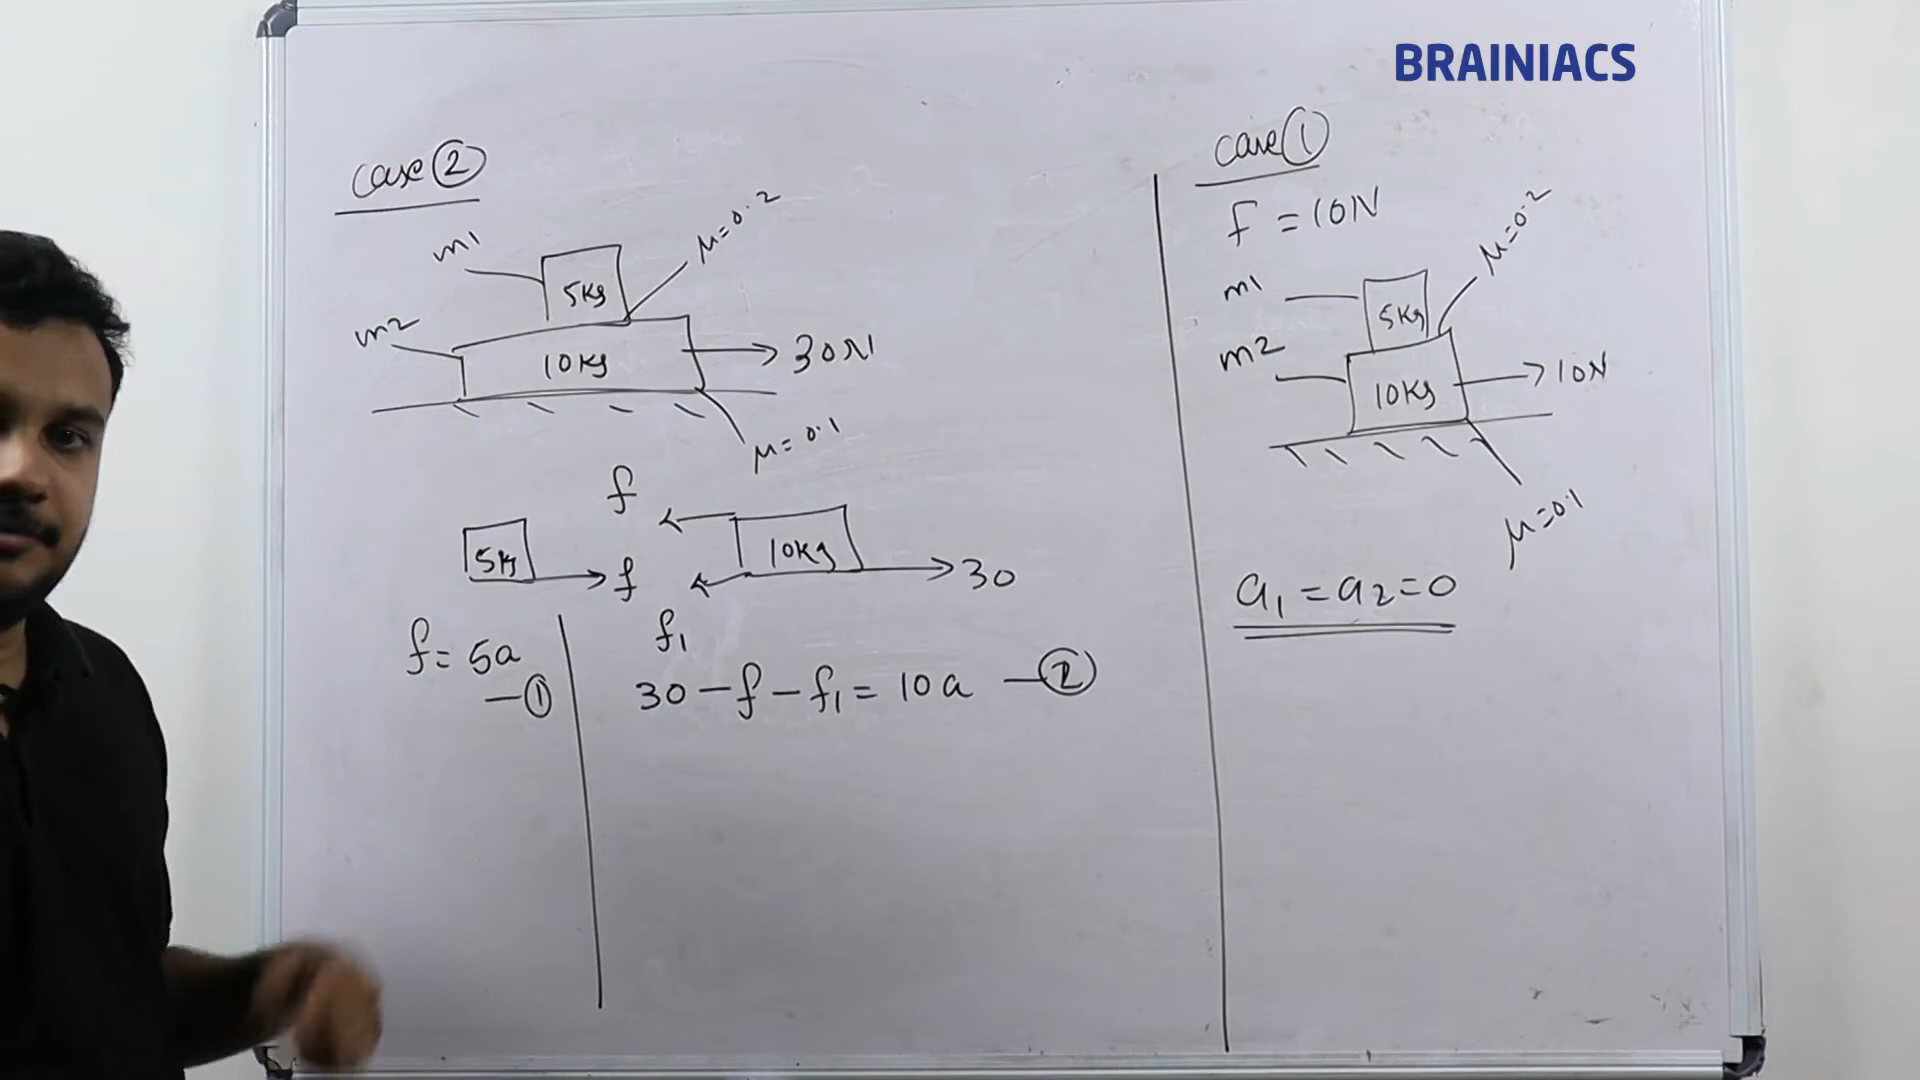 BRAINIACS
case ②
m1
5kg
μ=0.2
m2
10kg
30N
μ=0.1
f
5kg
f
10kg
30
f₁
f=5a
—①
30-f-f₁=10a —②
case ①
f=10N
m1
5kg
μ=0.2
m2
10kg
10N
μ=0.1
a₁=a₂=0